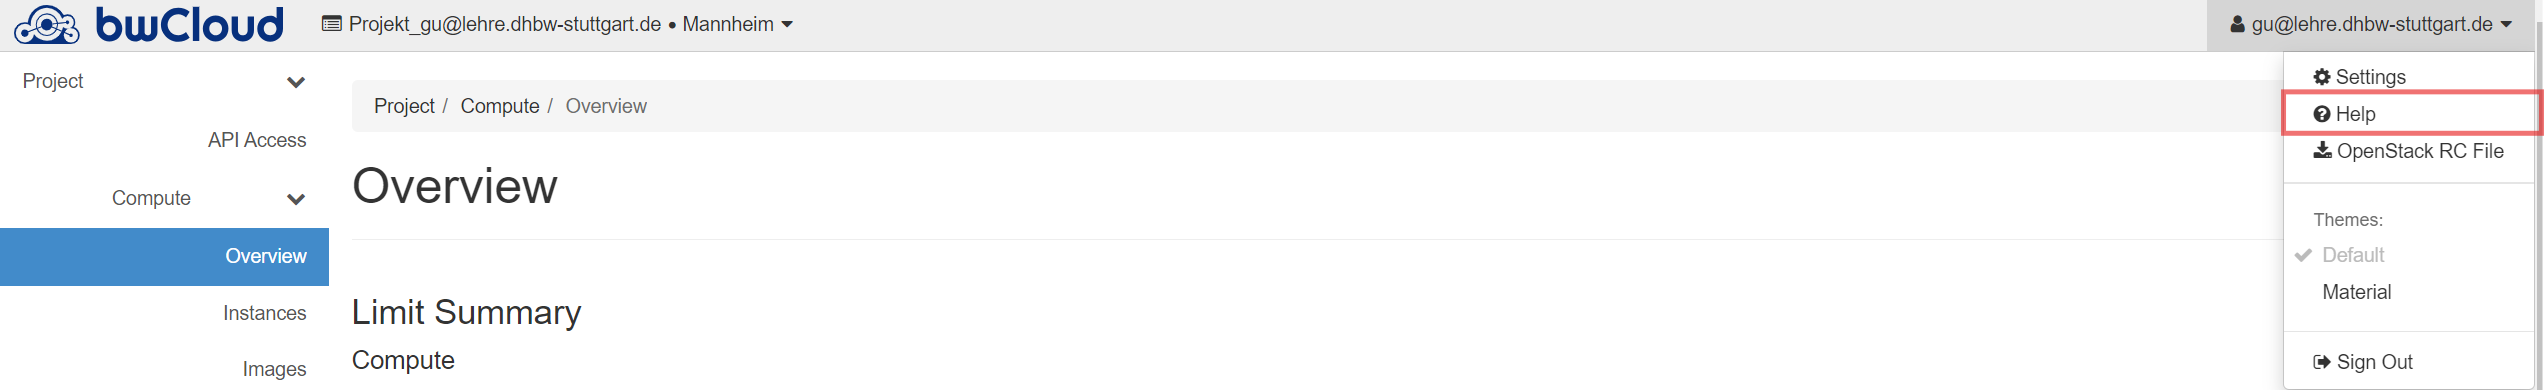 bwCloud
Projekt_gu@lehre.dhbw-stuttgart.de • Mannheim
gu@lehre.dhbw-stuttgart.de
Project
API Access
Compute
Overview
Instances
Images
Project / Compute / Overview
Overview
Limit Summary
Compute
Settings
Help
OpenStack RC File
Themes:
Default
Material
Sign Out